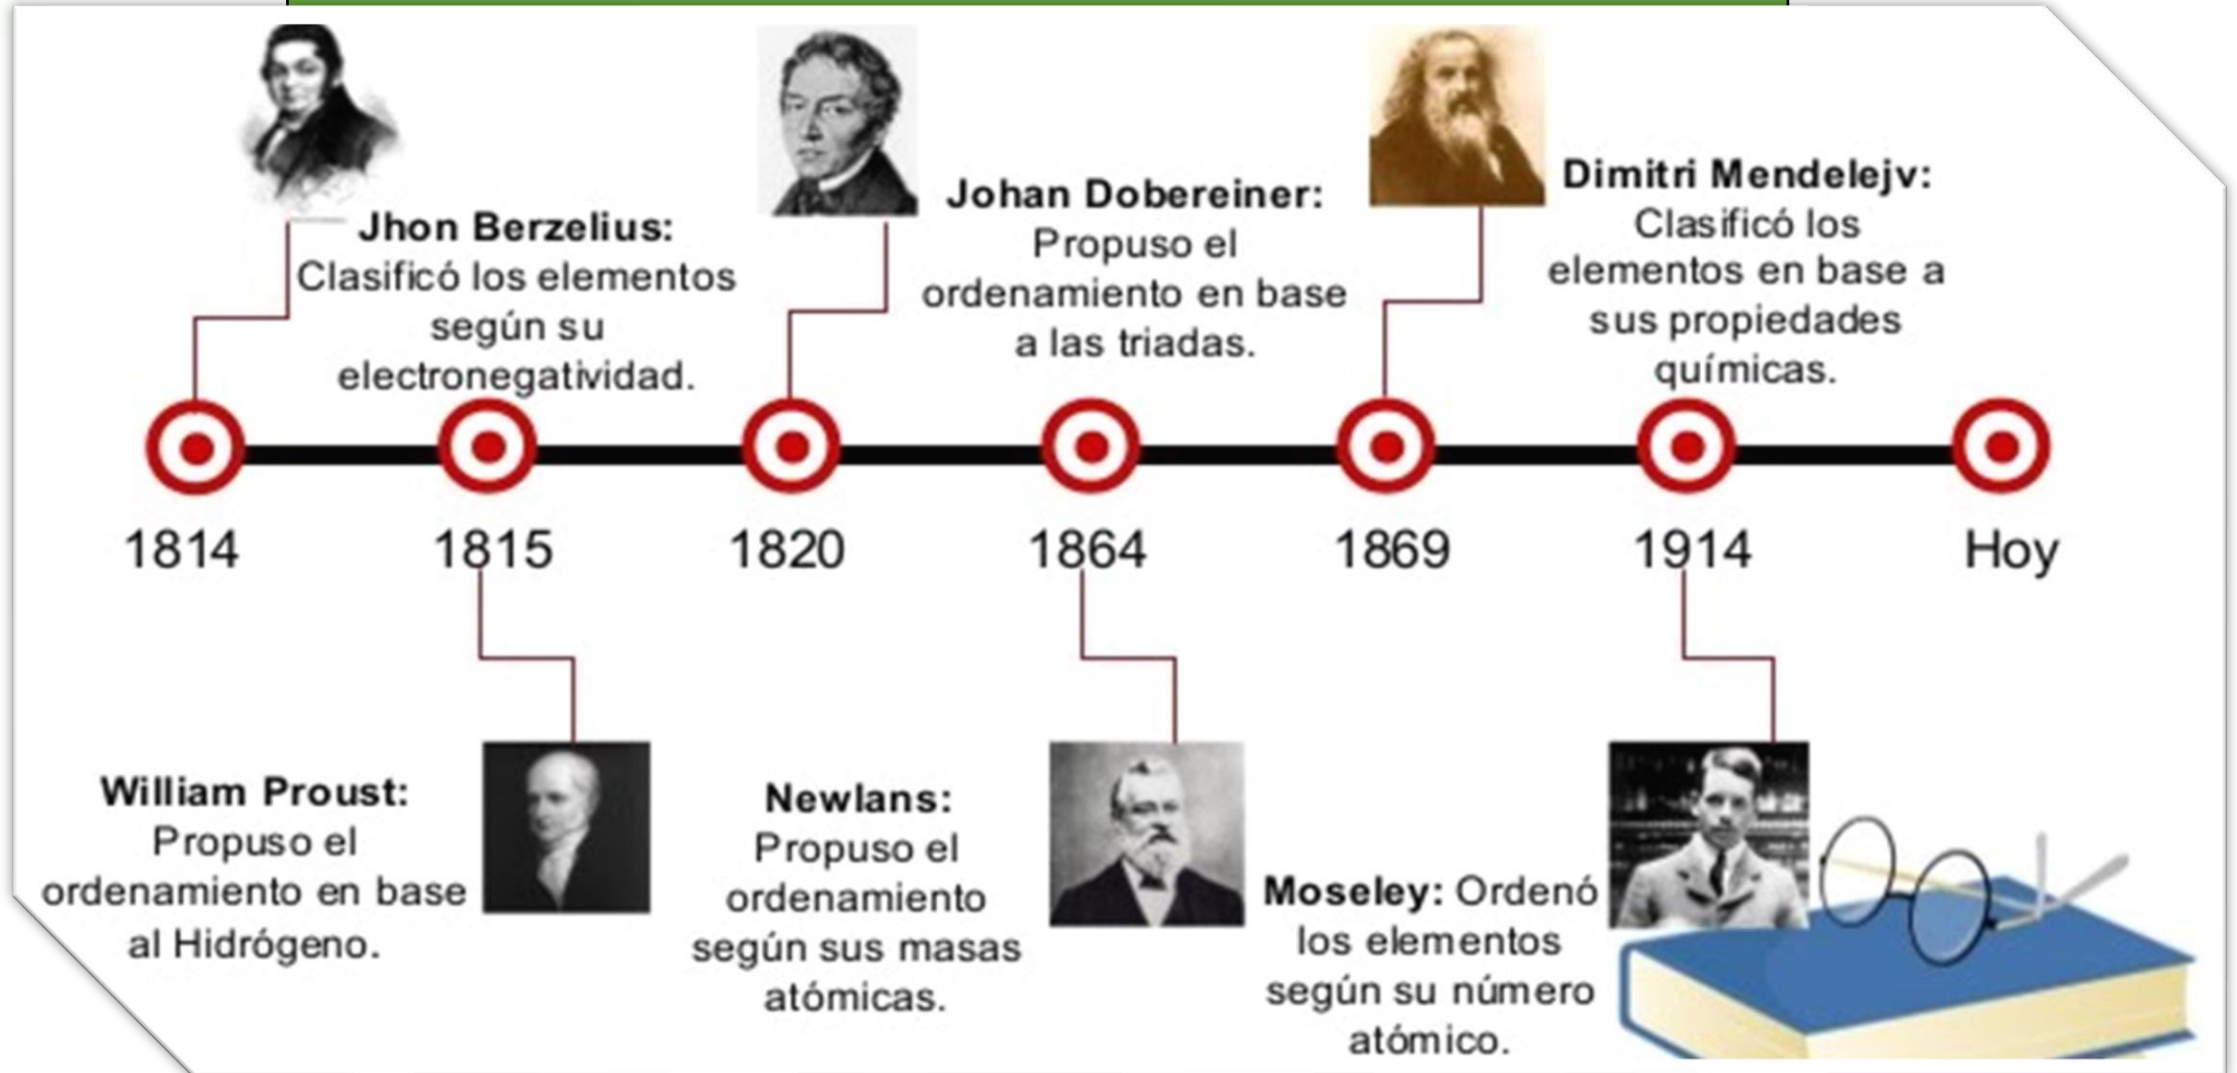 Jhon Berzelius:
Clasificó los elementos
según su
electronegatividad.
Johan Dobereiner:
Propuso el
ordenamiento en base
a las triadas.
Dimitri Mendelejv:
Clasificó los
elementos en base a
sus propiedades
químicas.
1814
1815
1820
1864
1869
1914
Hoy
William Proust:
Propuso el
ordenamiento en base
al Hidrógeno.
Newlans:
Propuso el
ordenamiento
según sus masas
atómicas.
Moseley: Ordenó
los elementos
según su número
atómico.